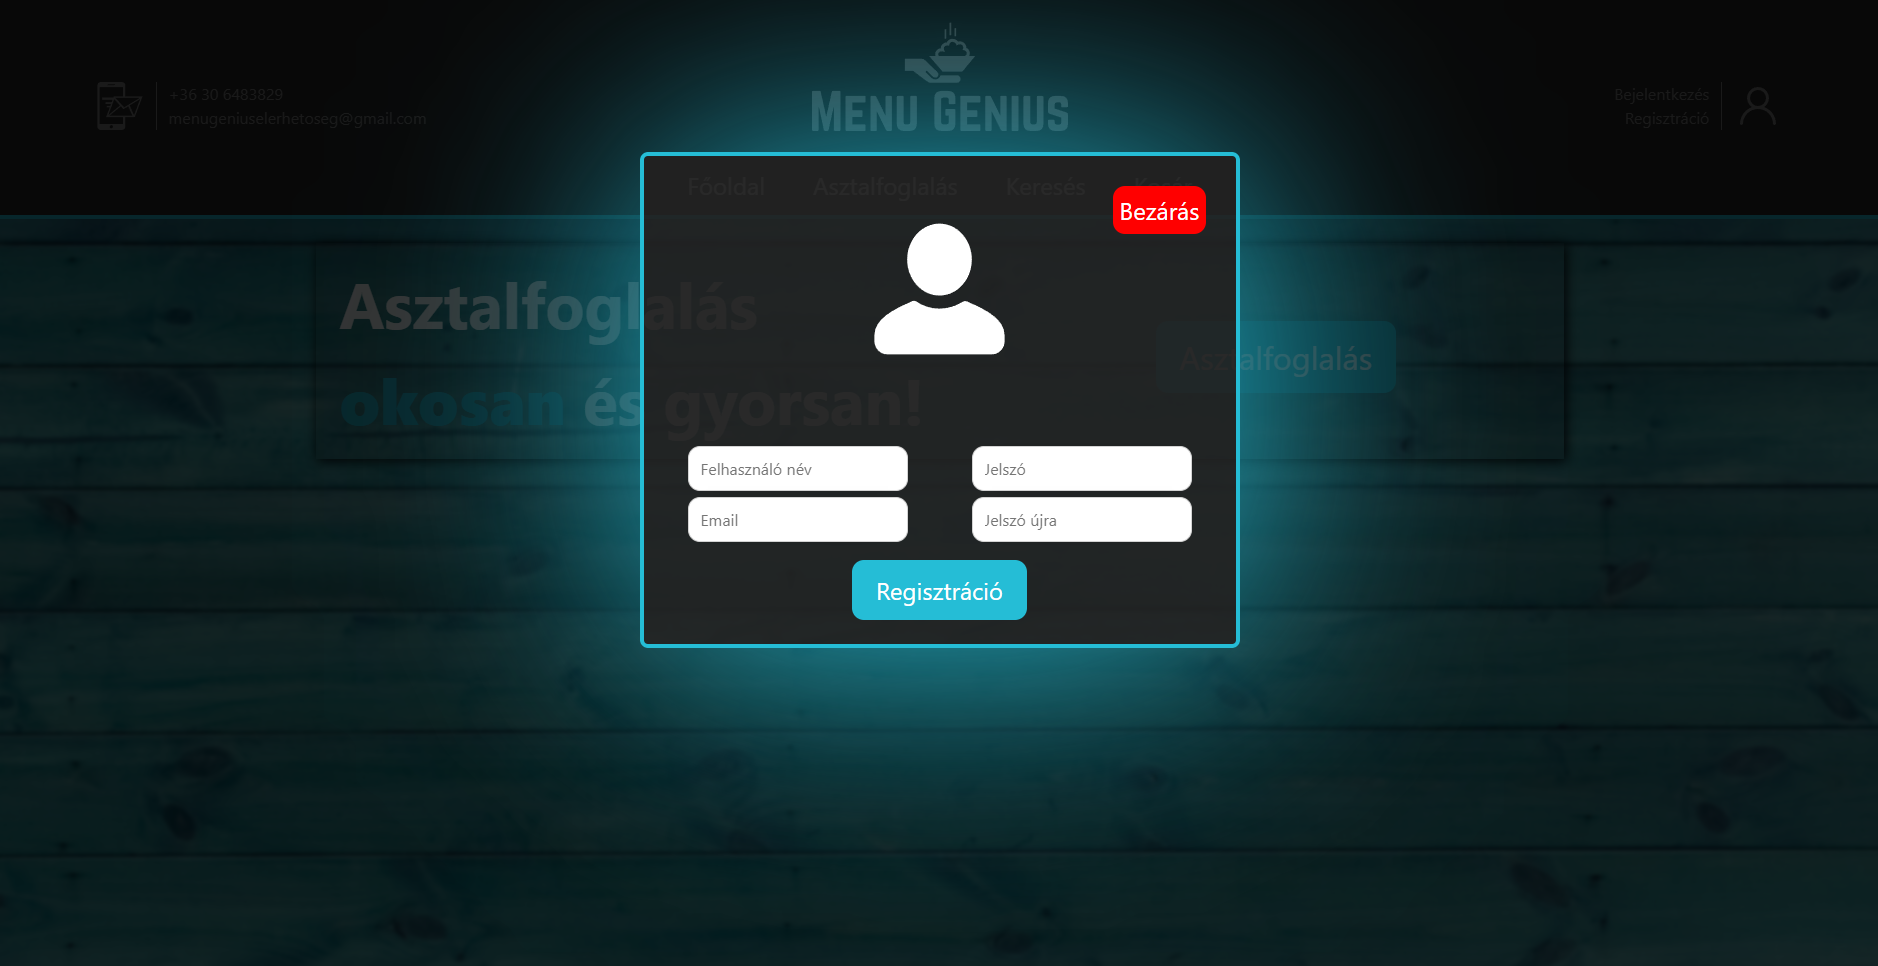 +36 30 6483829
menugeniuselerhetoseg@gmail.com
MENU GENIUS
Bejelentkezés
Regisztráció
Főoldal Asztalfoglalás Keresés
Bezárás
Asztalfoglalás
okosan és gyorsan!
Asztalfoglalás
Felhasználó név
Jelszó
Email
Jelszó újra
Regisztráció